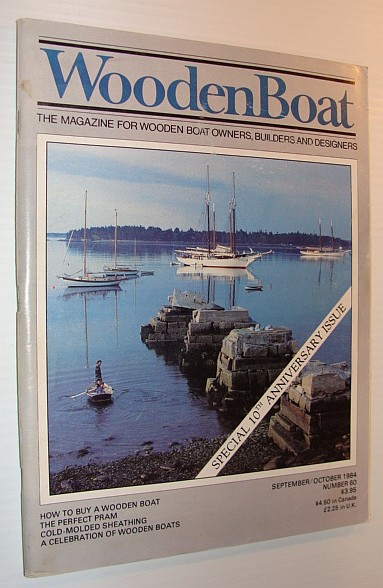 WoodenBoat
THE MAGAZINE FOR WOODEN BOAT OWNERS, BUILDERS AND DESIGNERS
SPECIAL 10TH ANNIVERSARY ISSUE
SEPTEMBER/OCTOBER 1984
NUMBER 60
$3.95
$4.50 in Canada
£2.25 in U.K.
HOW TO BUY A WOODEN BOAT
THE PERFECT PRAM
COLD-MOLDED SHEATHING
A CELEBRATION OF WOODEN BOATS